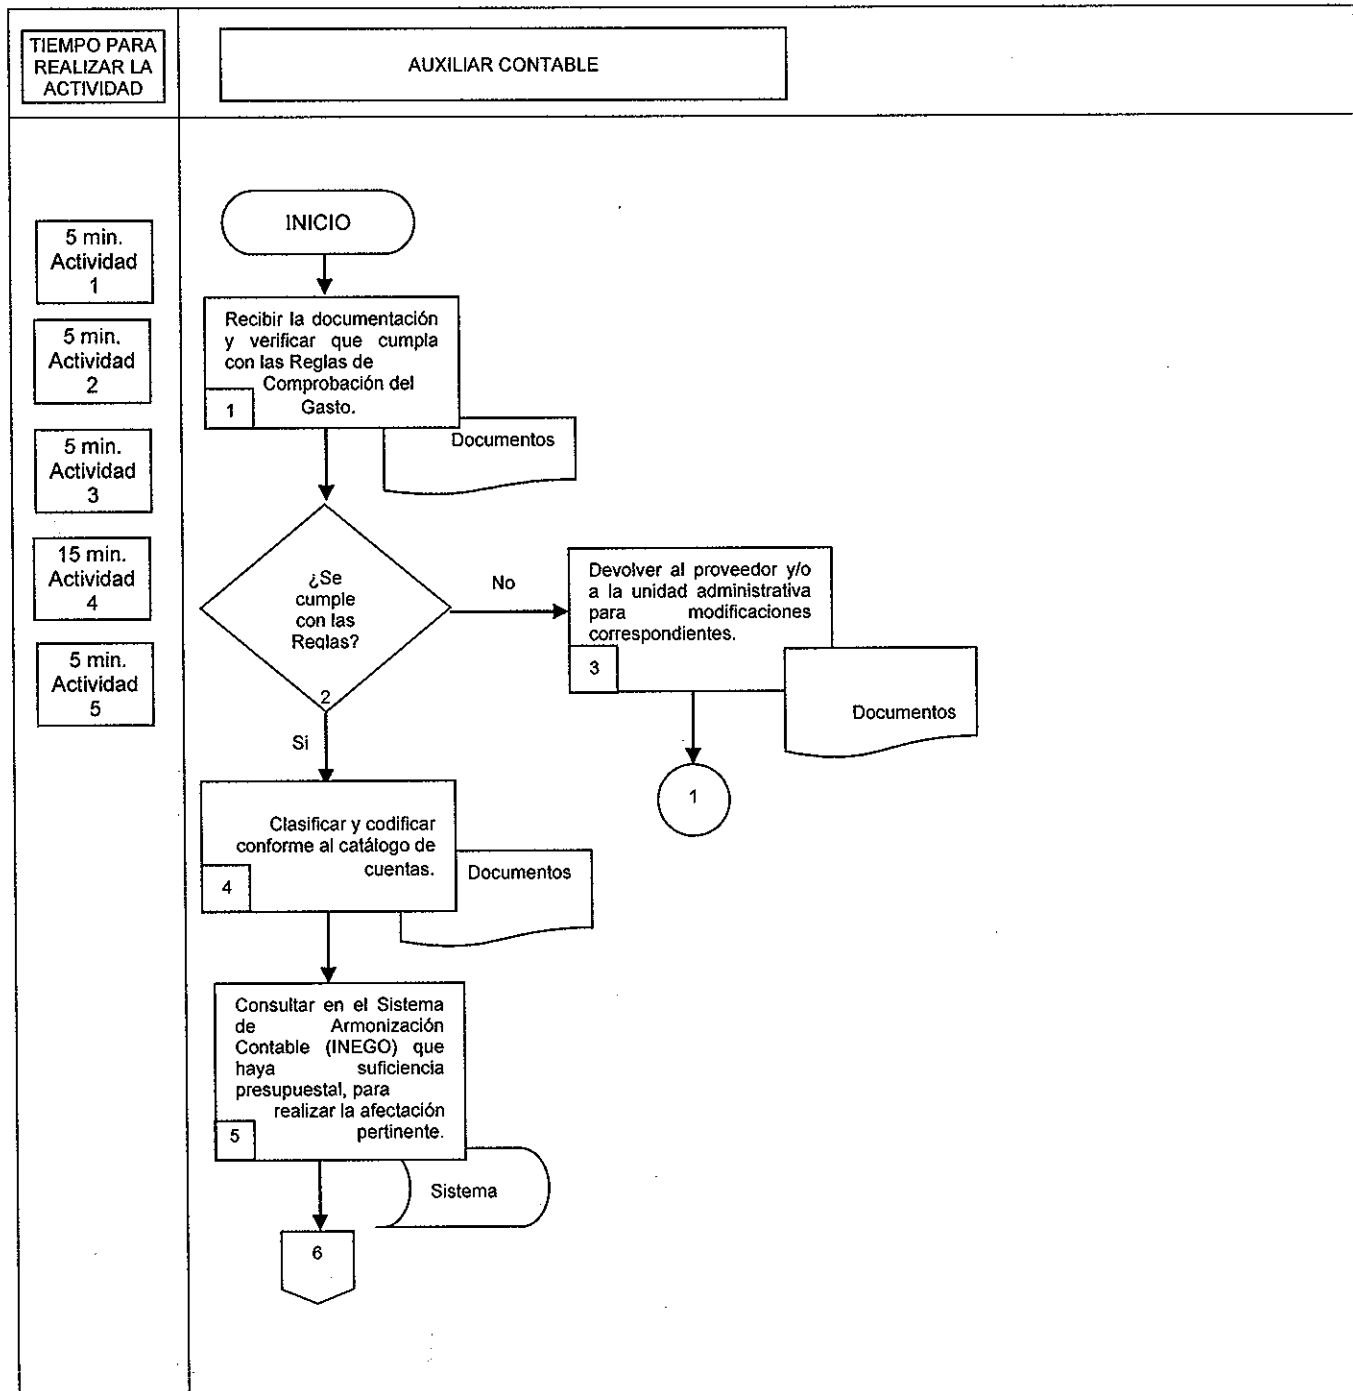 TIEMPO PARA
REALIZAR LA
ACTIVIDAD
AUXILIAR CONTABLE
5 min.
Actividad
1
5 min.
Actividad
2
5 min.
Actividad
3
15 min.
Actividad
4
5 min.
Actividad
5
INICIO
Recibir la documentación
y verificar que cumpla
con las Reglas de
Comprobación del
Gasto.
1
Documentos
¿Se
cumple
con las
Reglas?
2
No
Devolver al proveedor y/o
a la unidad administrativa
para modificaciones
correspondientes.
3
Documentos
1
Si
Clasificar y codificar
conforme al catálogo de
cuentas.
4
Documentos
Consultar en el Sistema
de Armonización
Contable (INEGO) que
haya suficiencia
presupuestal, para
realizar la afectación
pertinente.
5
Sistema
6